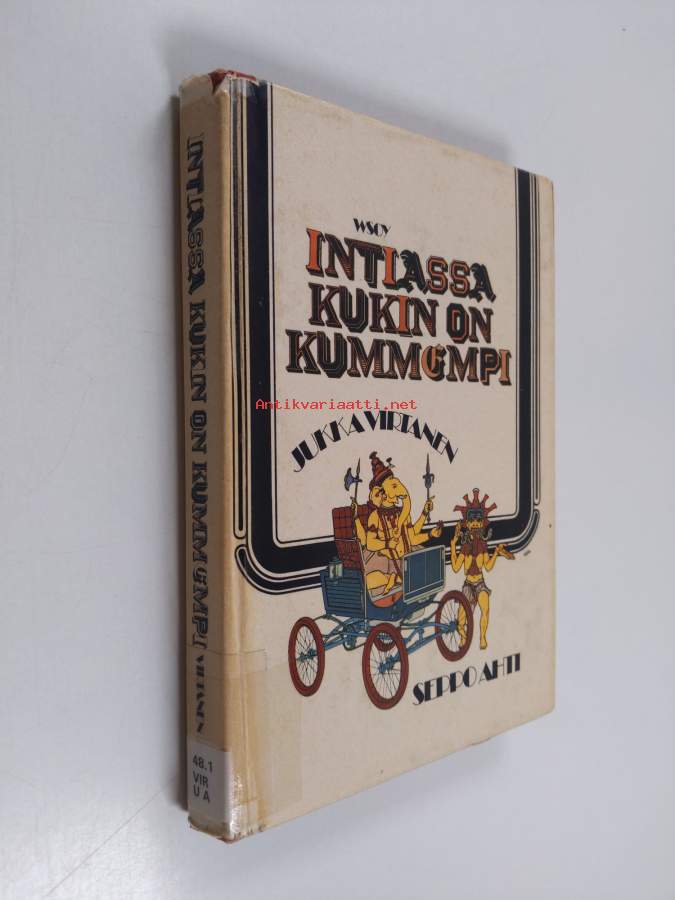 WSOY
INTIASSA
KUKIN ON
KUMMEMPI
Antikvariaatti.net
JUKKA VIRTANEN
SEPPO AHTI
INTIASSA KUKIN ON KUMMEMPI VIRTANEN
48.1
VIR
U A